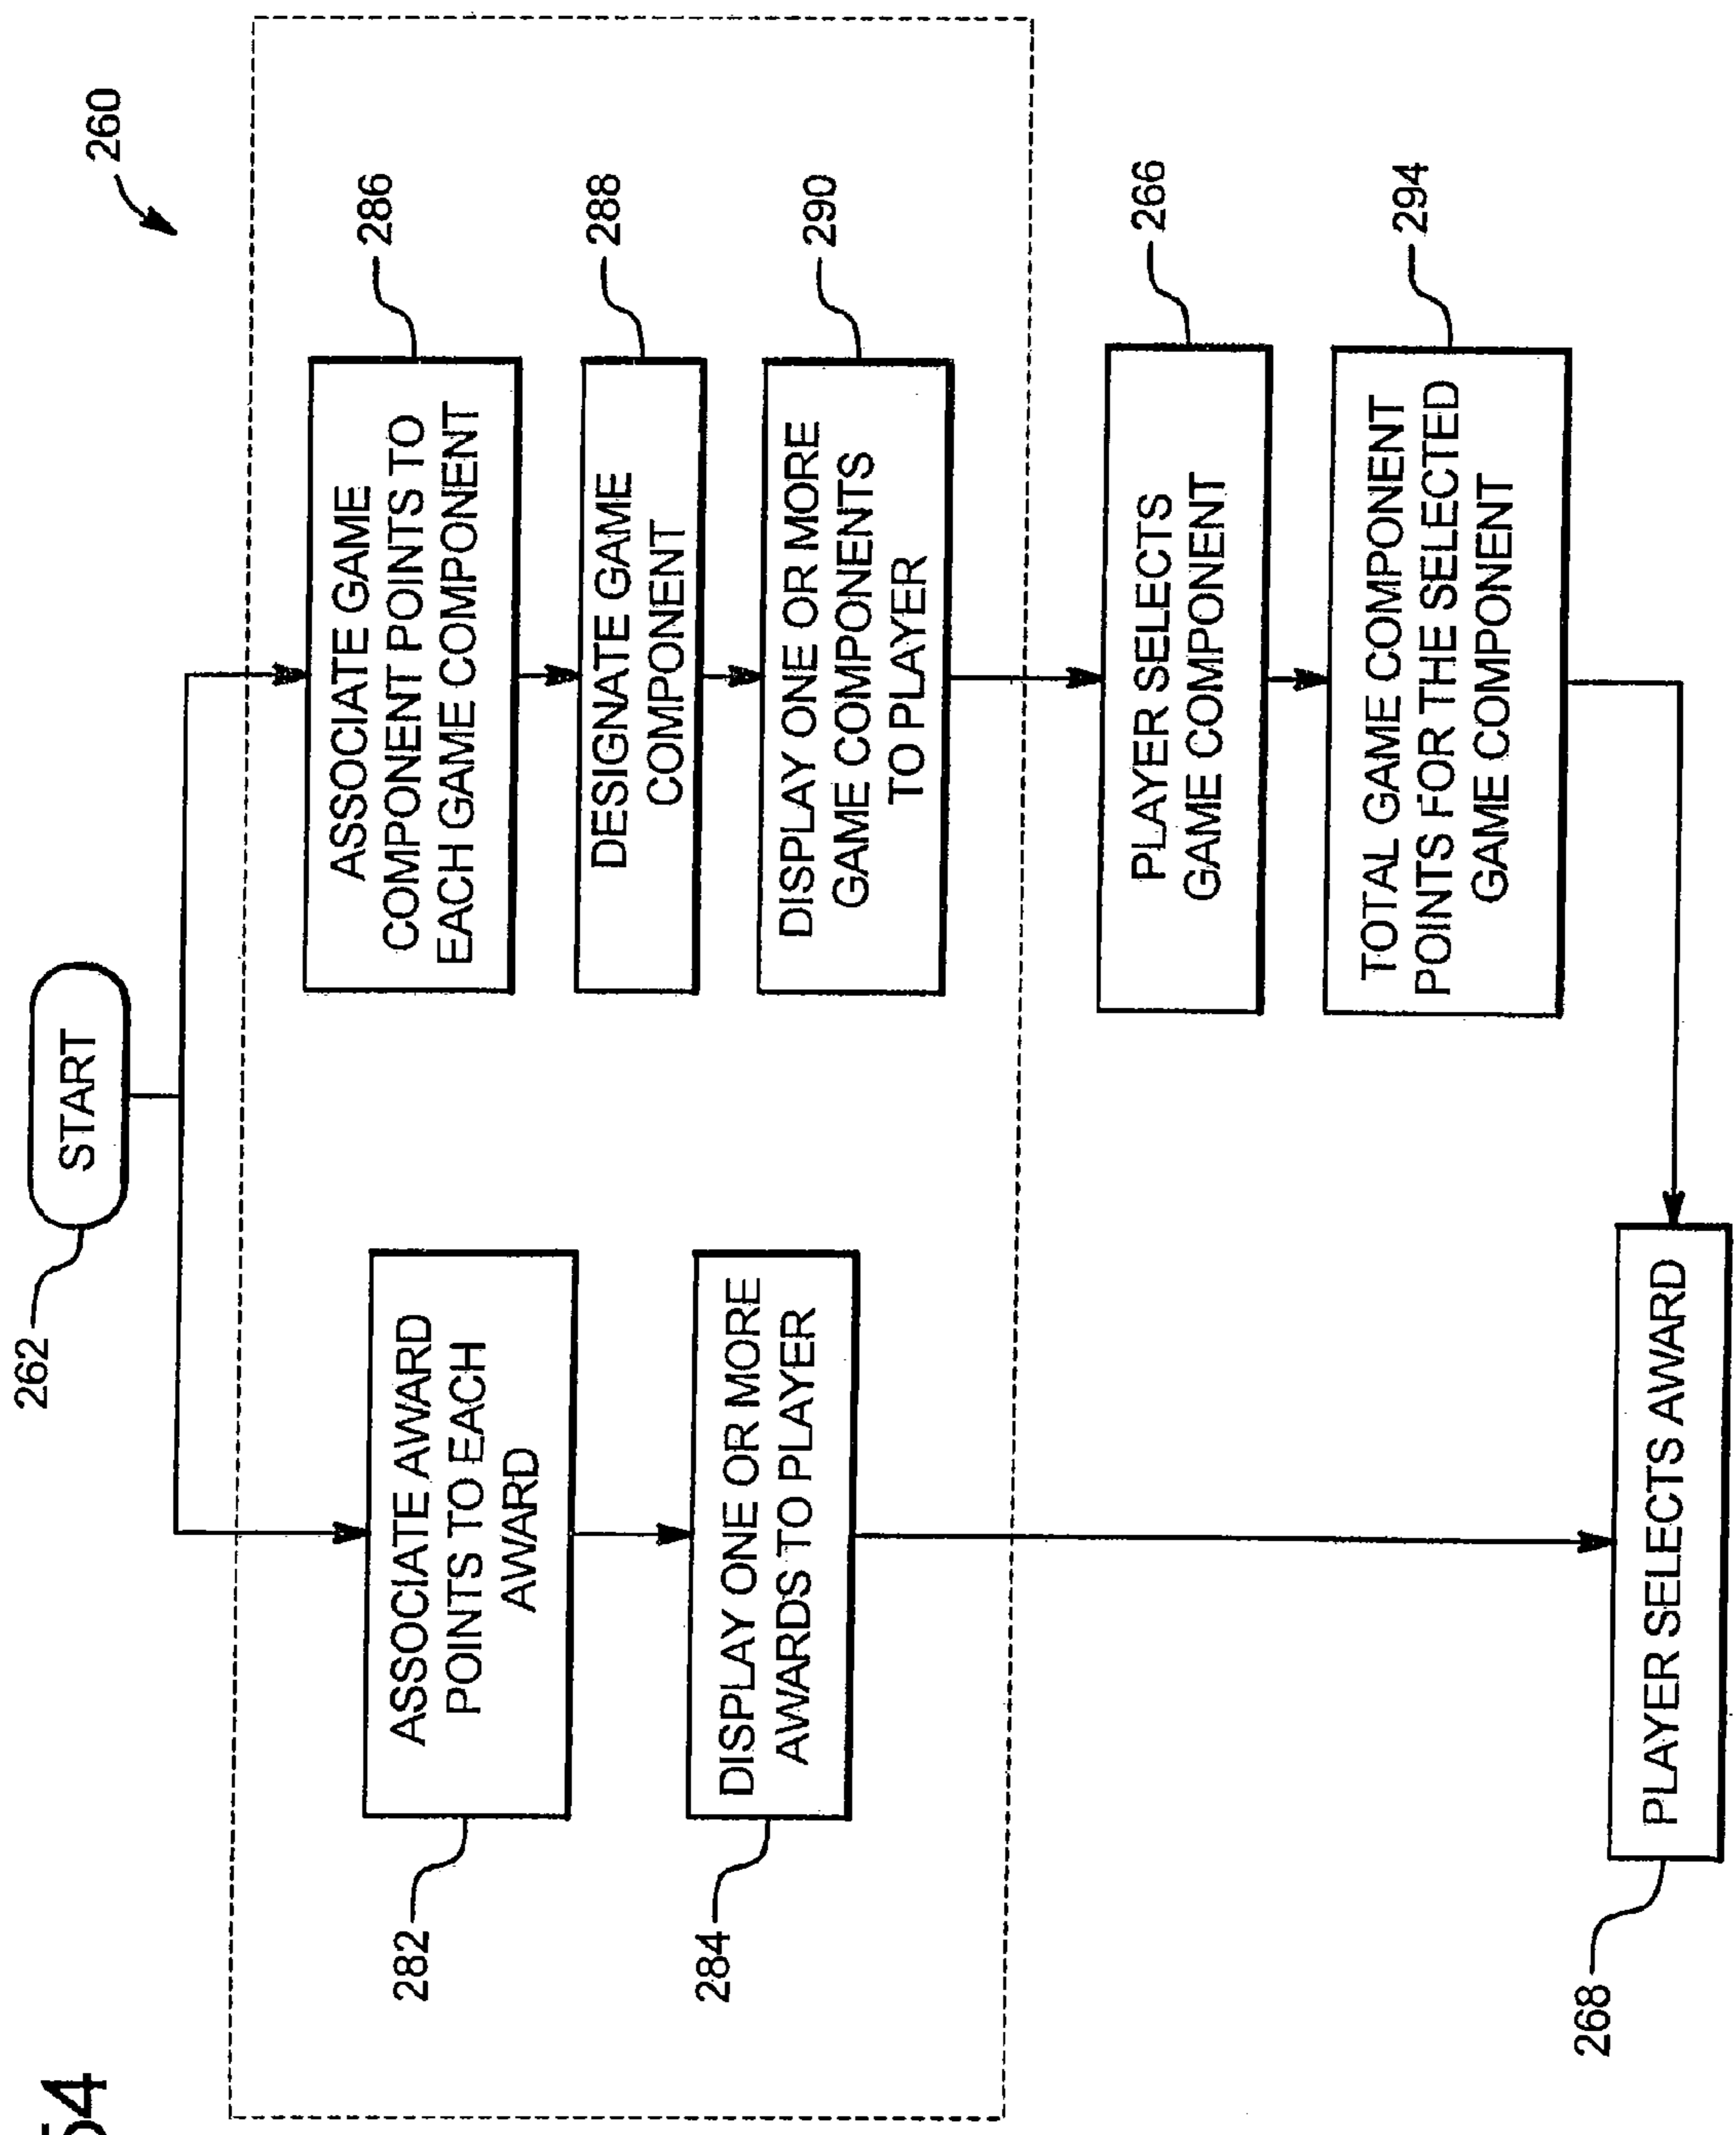 54
260
262
START
282
ASSOCIATE AWARD
POINTS TO EACH
AWARD
284
DISPLAY ONE OR MORE
AWARDS TO PLAYER
ASSOCIATE GAME
COMPONENT POINTS TO
EACH GAME COMPONENT
286
DESIGNATE GAME
COMPONENT
288
DISPLAY ONE OR MORE
GAME COMPONENTS
TO PLAYER
290
PLAYER SELECTS
GAME COMPONENT
266
TOTAL GAME COMPONENT
POINTS FOR THE SELECTED
GAME COMPONENT
294
268
PLAYER SELECTS AWARD